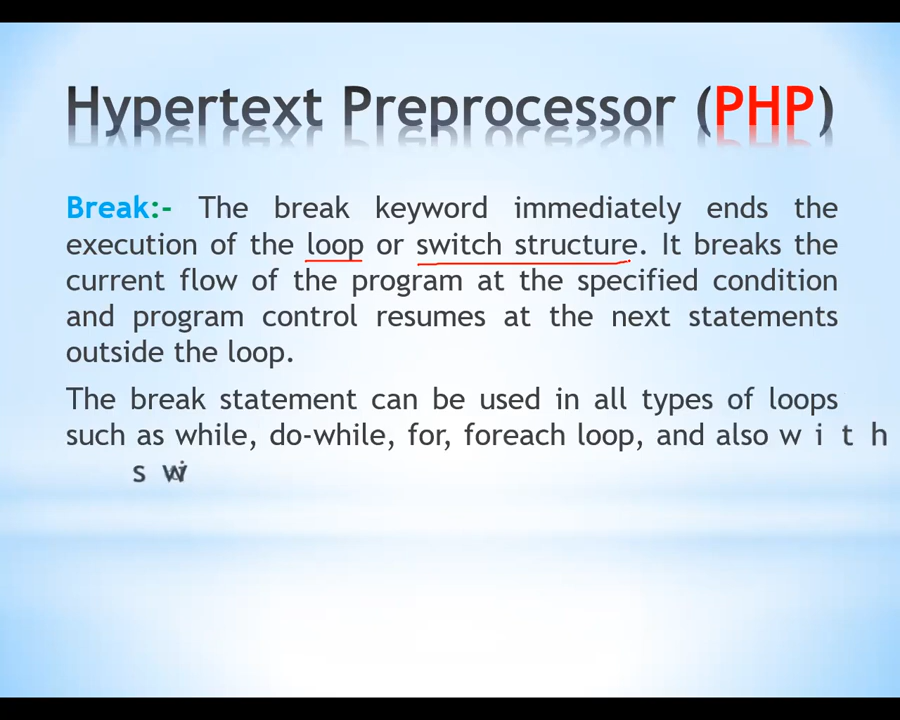 Hypertext Preprocessor (PHP)
Break:- The break keyword immediately ends the
execution of the loop or switch structure. It breaks the
current flow of the program at the specified condition
and program control resumes at the next statements
outside the loop.
The break statement can be used in all types of loops
such as while, do-while, for, foreach loop, and also with